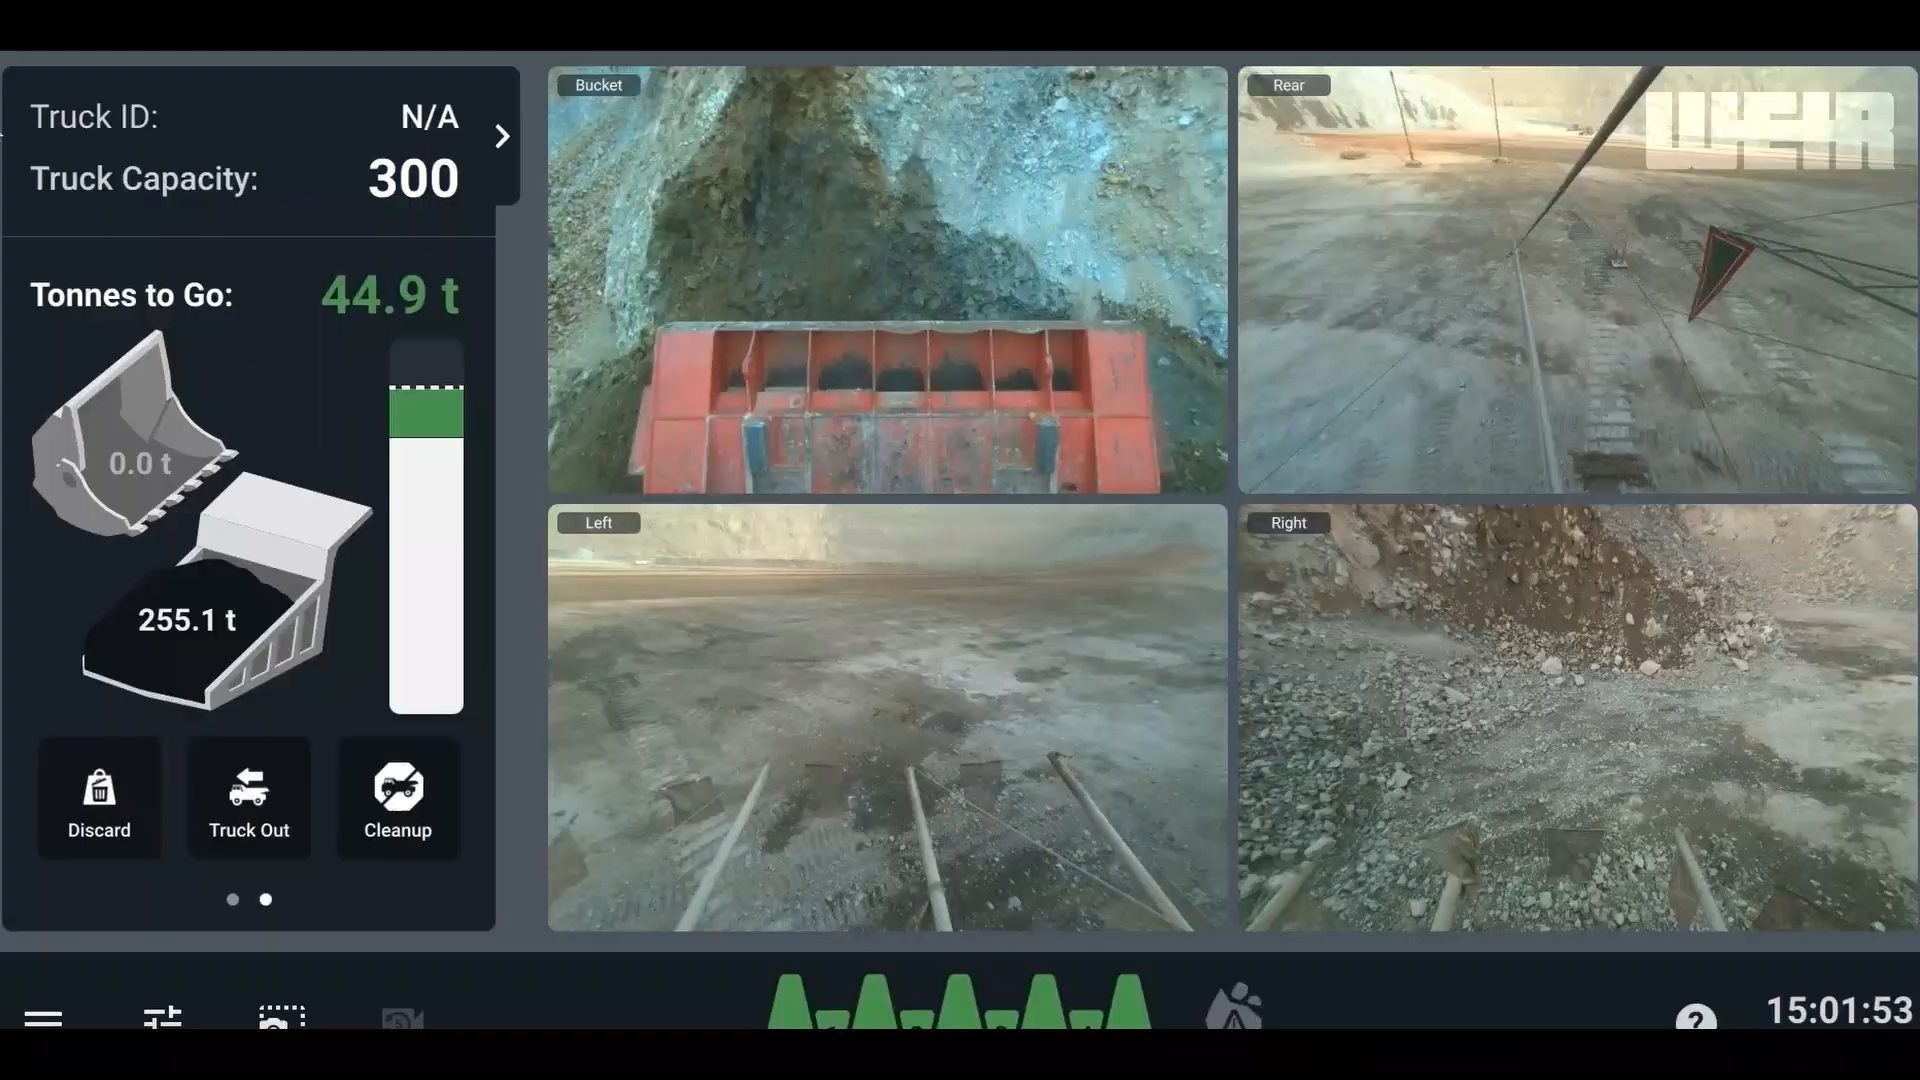 Truck ID: N/A
Truck Capacity: 300
Tonnes to Go: 44.9 t
0.0 t
255.1 t
Discard
Truck Out
Cleanup
Bucket
Rear
WEIR
Left
Right
?
15:01:53